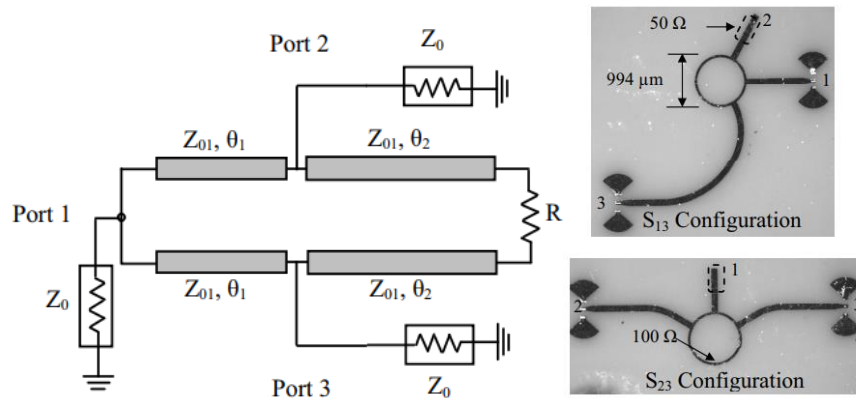 Port 2
Z₀
Z₀₁, θ₁
Z₀₁, θ₂
Port 1
R
Z₀₁, θ₁
Z₀₁, θ₂
Z₀
Port 3
Z₀
50 Ω
2
994 µm
1
3
S₁₃ Configuration
1
2
100 Ω
S₂₃ Configuration